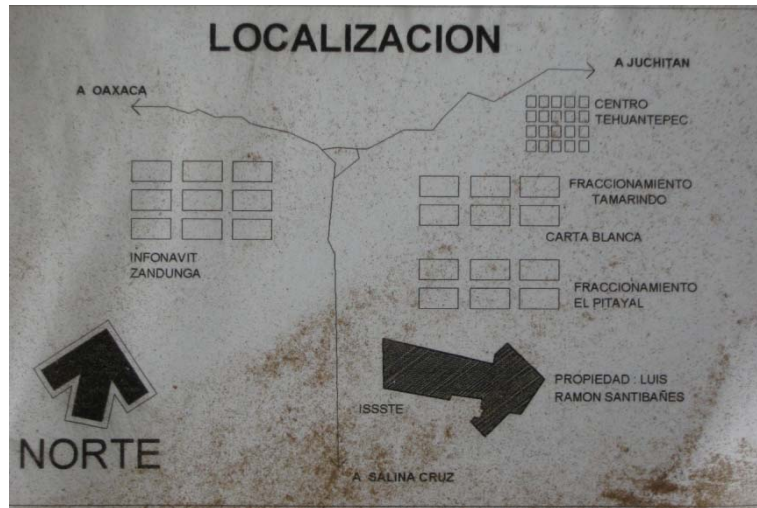 LOCALIZACION
A JUCHITAN
A OAXACA
CENTRO
TEHUANTEPEC
FRACCIONAMIENTO
TAMARINDO
CARTA BLANCA
INFONAVIT
ZANDUNGA
FRACCIONAMIENTO
EL PITAYAL
PROPIEDAD : LUIS
RAMON SANTIBAÑES
ISSSTE
NORTE
A SALINA CRUZ